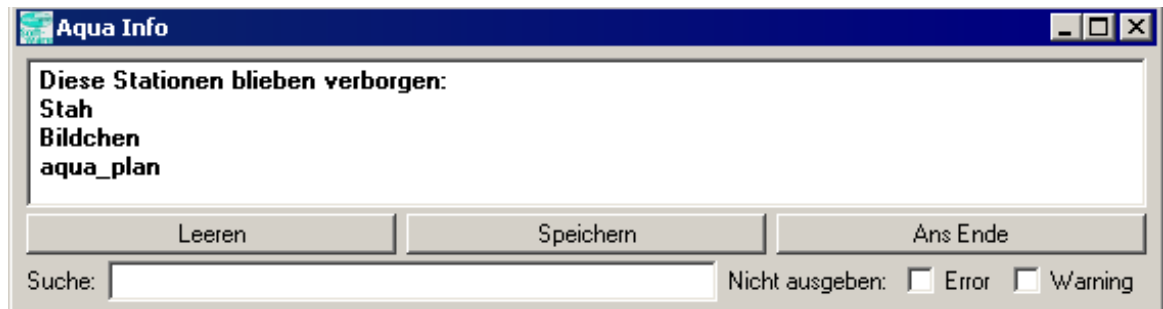 Aqua Info
Diese Stationen blieben verborgen:
Stah
Bildchen
aqua_plan
Leeren Speichern Ans Ende
Suche: Nicht ausgeben: Error Warning